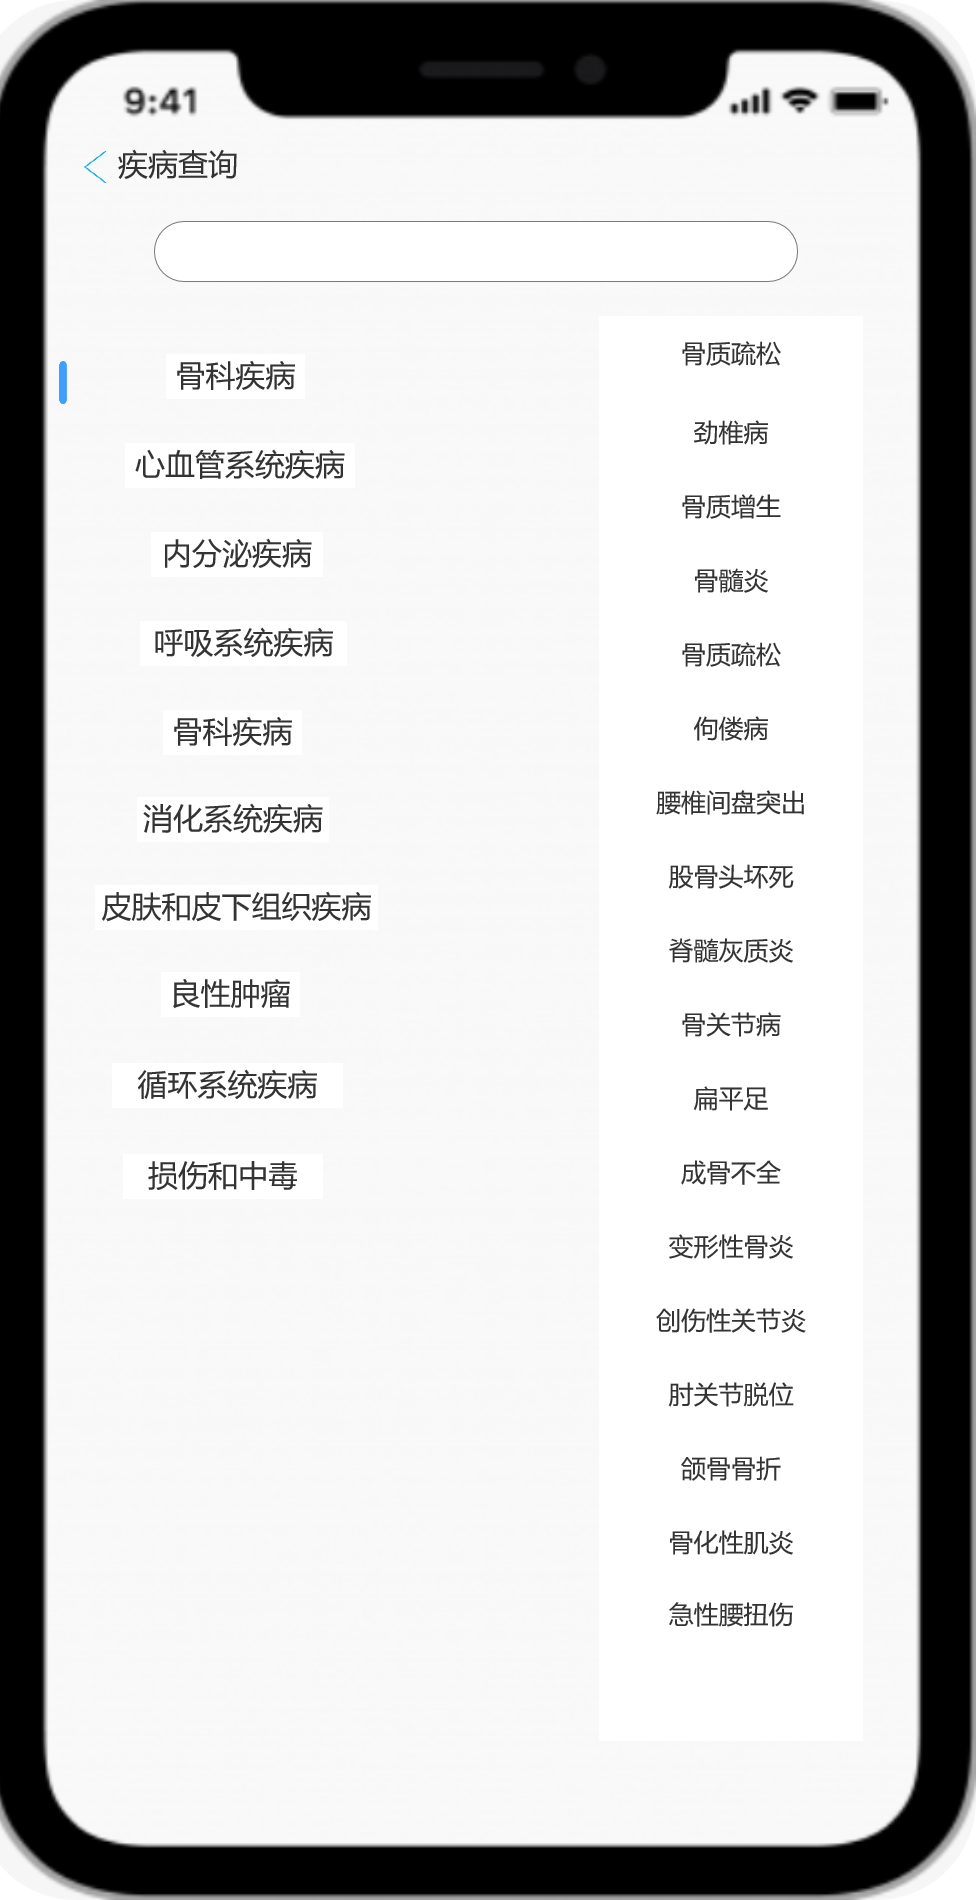 9:41
疾病查询
骨科疾病
心血管系统疾病
内分泌疾病
呼吸系统疾病
骨科疾病
消化系统疾病
皮肤和皮下组织疾病
良性肿瘤
循环系统疾病
损伤和中毒
骨质疏松
劲椎病
骨质增生
骨髓炎
骨质疏松
佝偻病
腰椎间盘突出
股骨头坏死
脊髓灰质炎
骨关节病
扁平足
成骨不全
变形性骨炎
创伤性关节炎
肘关节脱位
颌骨骨折
骨化性肌炎
急性腰扭伤